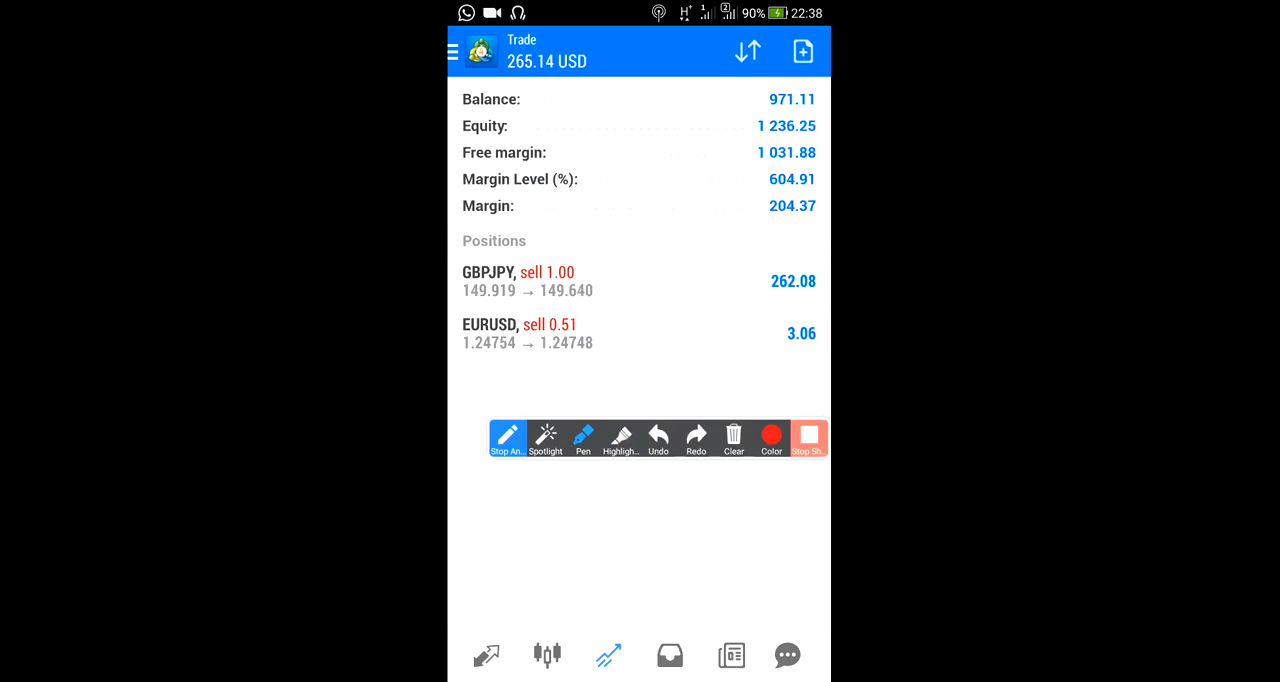 90% 22:38
Trade
265.14 USD
Balance: 971.11
Equity: 1 236.25
Free margin: 1 031.88
Margin Level (%): 604.91
Margin: 204.37
Positions
GBPJPY, sell 1.00
149.919 → 149.640
262.08
EURUSD, sell 0.51
1.24754 → 1.24748
3.06
Stop An... Spotlight Pen Highligh... Undo Redo Clear Color Stop Sh...